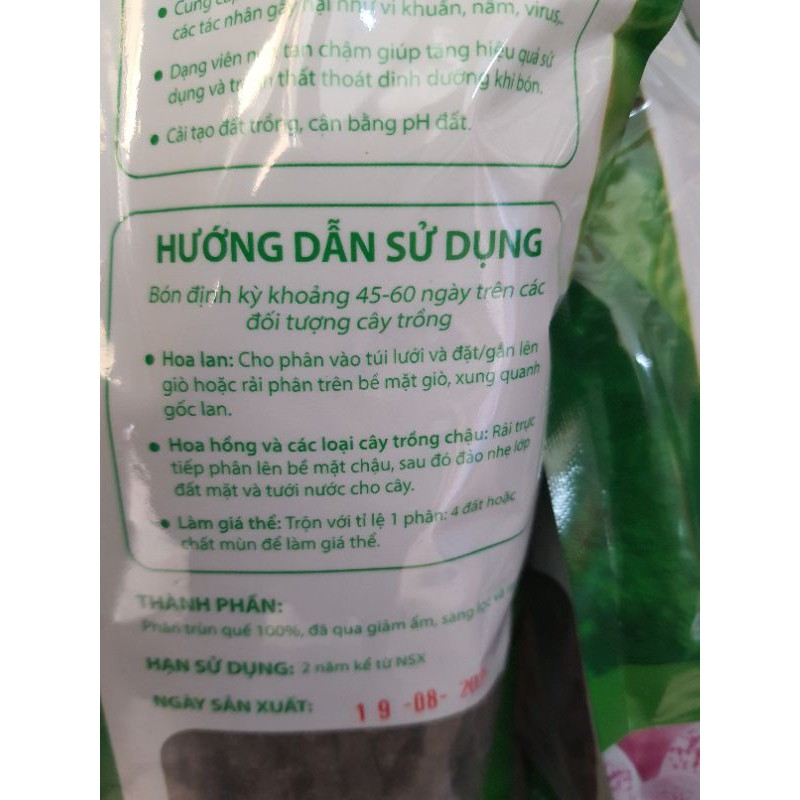 • Cung
các tác nhân gây hại như vi khuẩn, nấm, virus,..
• Dạng viên nén tan chậm giúp tăng hiệu quả sử
dụng và thất thoát dinh dưỡng khi bón.
• Cải tạo đất trồng, cân bằng pH đất.
HƯỚNG DẪN SỬ DỤNG
Bón định kỳ khoảng 45-60 ngày trên các
đối tượng cây trồng
• Hoa lan: Cho phân vào túi lưới và đặt/gắn lên
giò hoặc rải phân trên bề mặt giò, xung quanh
gốc lan.
• Hoa hồng và các loại cây trồng chậu: Rải trực
tiếp phân lên bề mặt chậu, sau đó đào nhẹ lớp
đất mặt và tưới nước cho cây.
• Làm giá thể: Trộn với tỉ lệ 1 phân: 4 đất hoặc
chất mùn để làm giá thể.
THÀNH PHẦN:
Phân trùn quế 100%, đã qua giảm ẩm, sàng lọc và
HẠN SỬ DỤNG: 2 năm kể từ NSX
NGÀY SẢN XUẤT: 19-08-